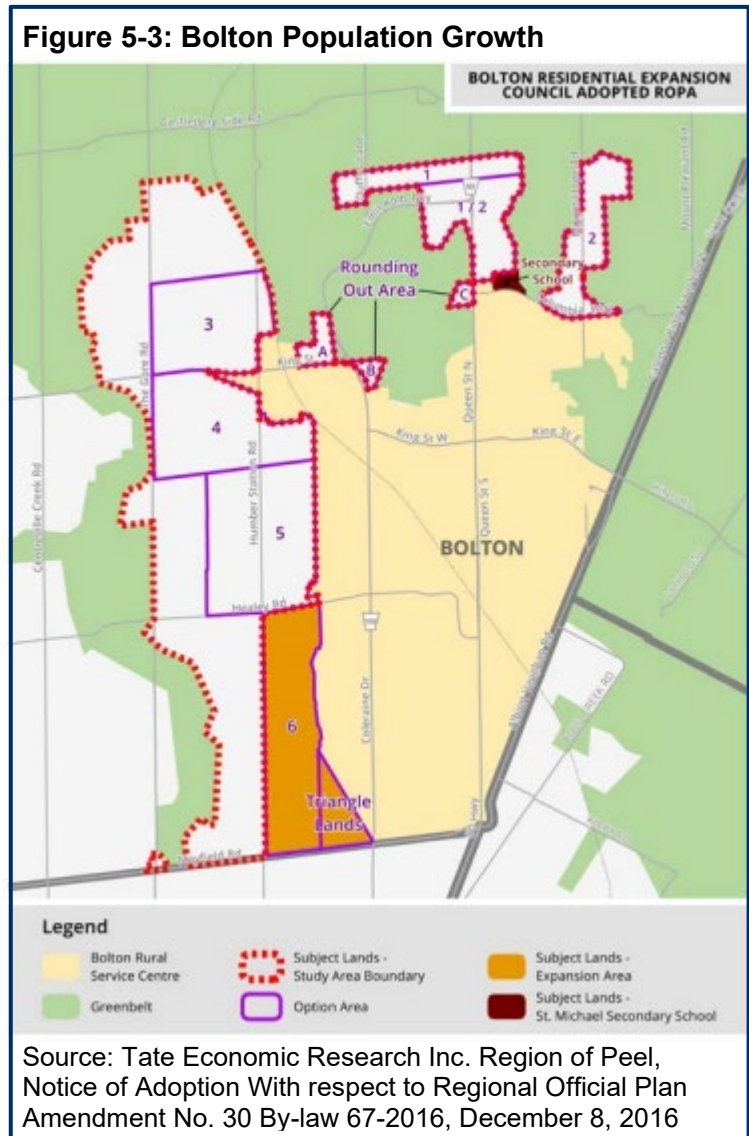 Figure 5-3: Bolton Population Growth
BOLTON RESIDENTIAL EXPANSION
COUNCIL ADOPTED ROPA
Mount Pleasant Rd
1
1 / 2
2
Secondary
School
Rounding
Out Area
C
3
A
B
King St
The Gore Rd
4
King St W
King St E
Queen St N
Humber Station Rd
Centreville Creek Rd
5
Queen St S
BOLTON
Healey Rd
Coleraine Dr
6
Triangle
Lands
Mayfield Rd
Hwy
Legend
Bolton Rural
Service Centre
Greenbelt
Subject Lands -
Study Area Boundary
Option Area
Subject Lands -
Expansion Area
Subject Lands -
St. Michael Secondary School
Source: Tate Economic Research Inc. Region of Peel,
Notice of Adoption With respect to Regional Official Plan
Amendment No. 30 By-law 67-2016, December 8, 2016